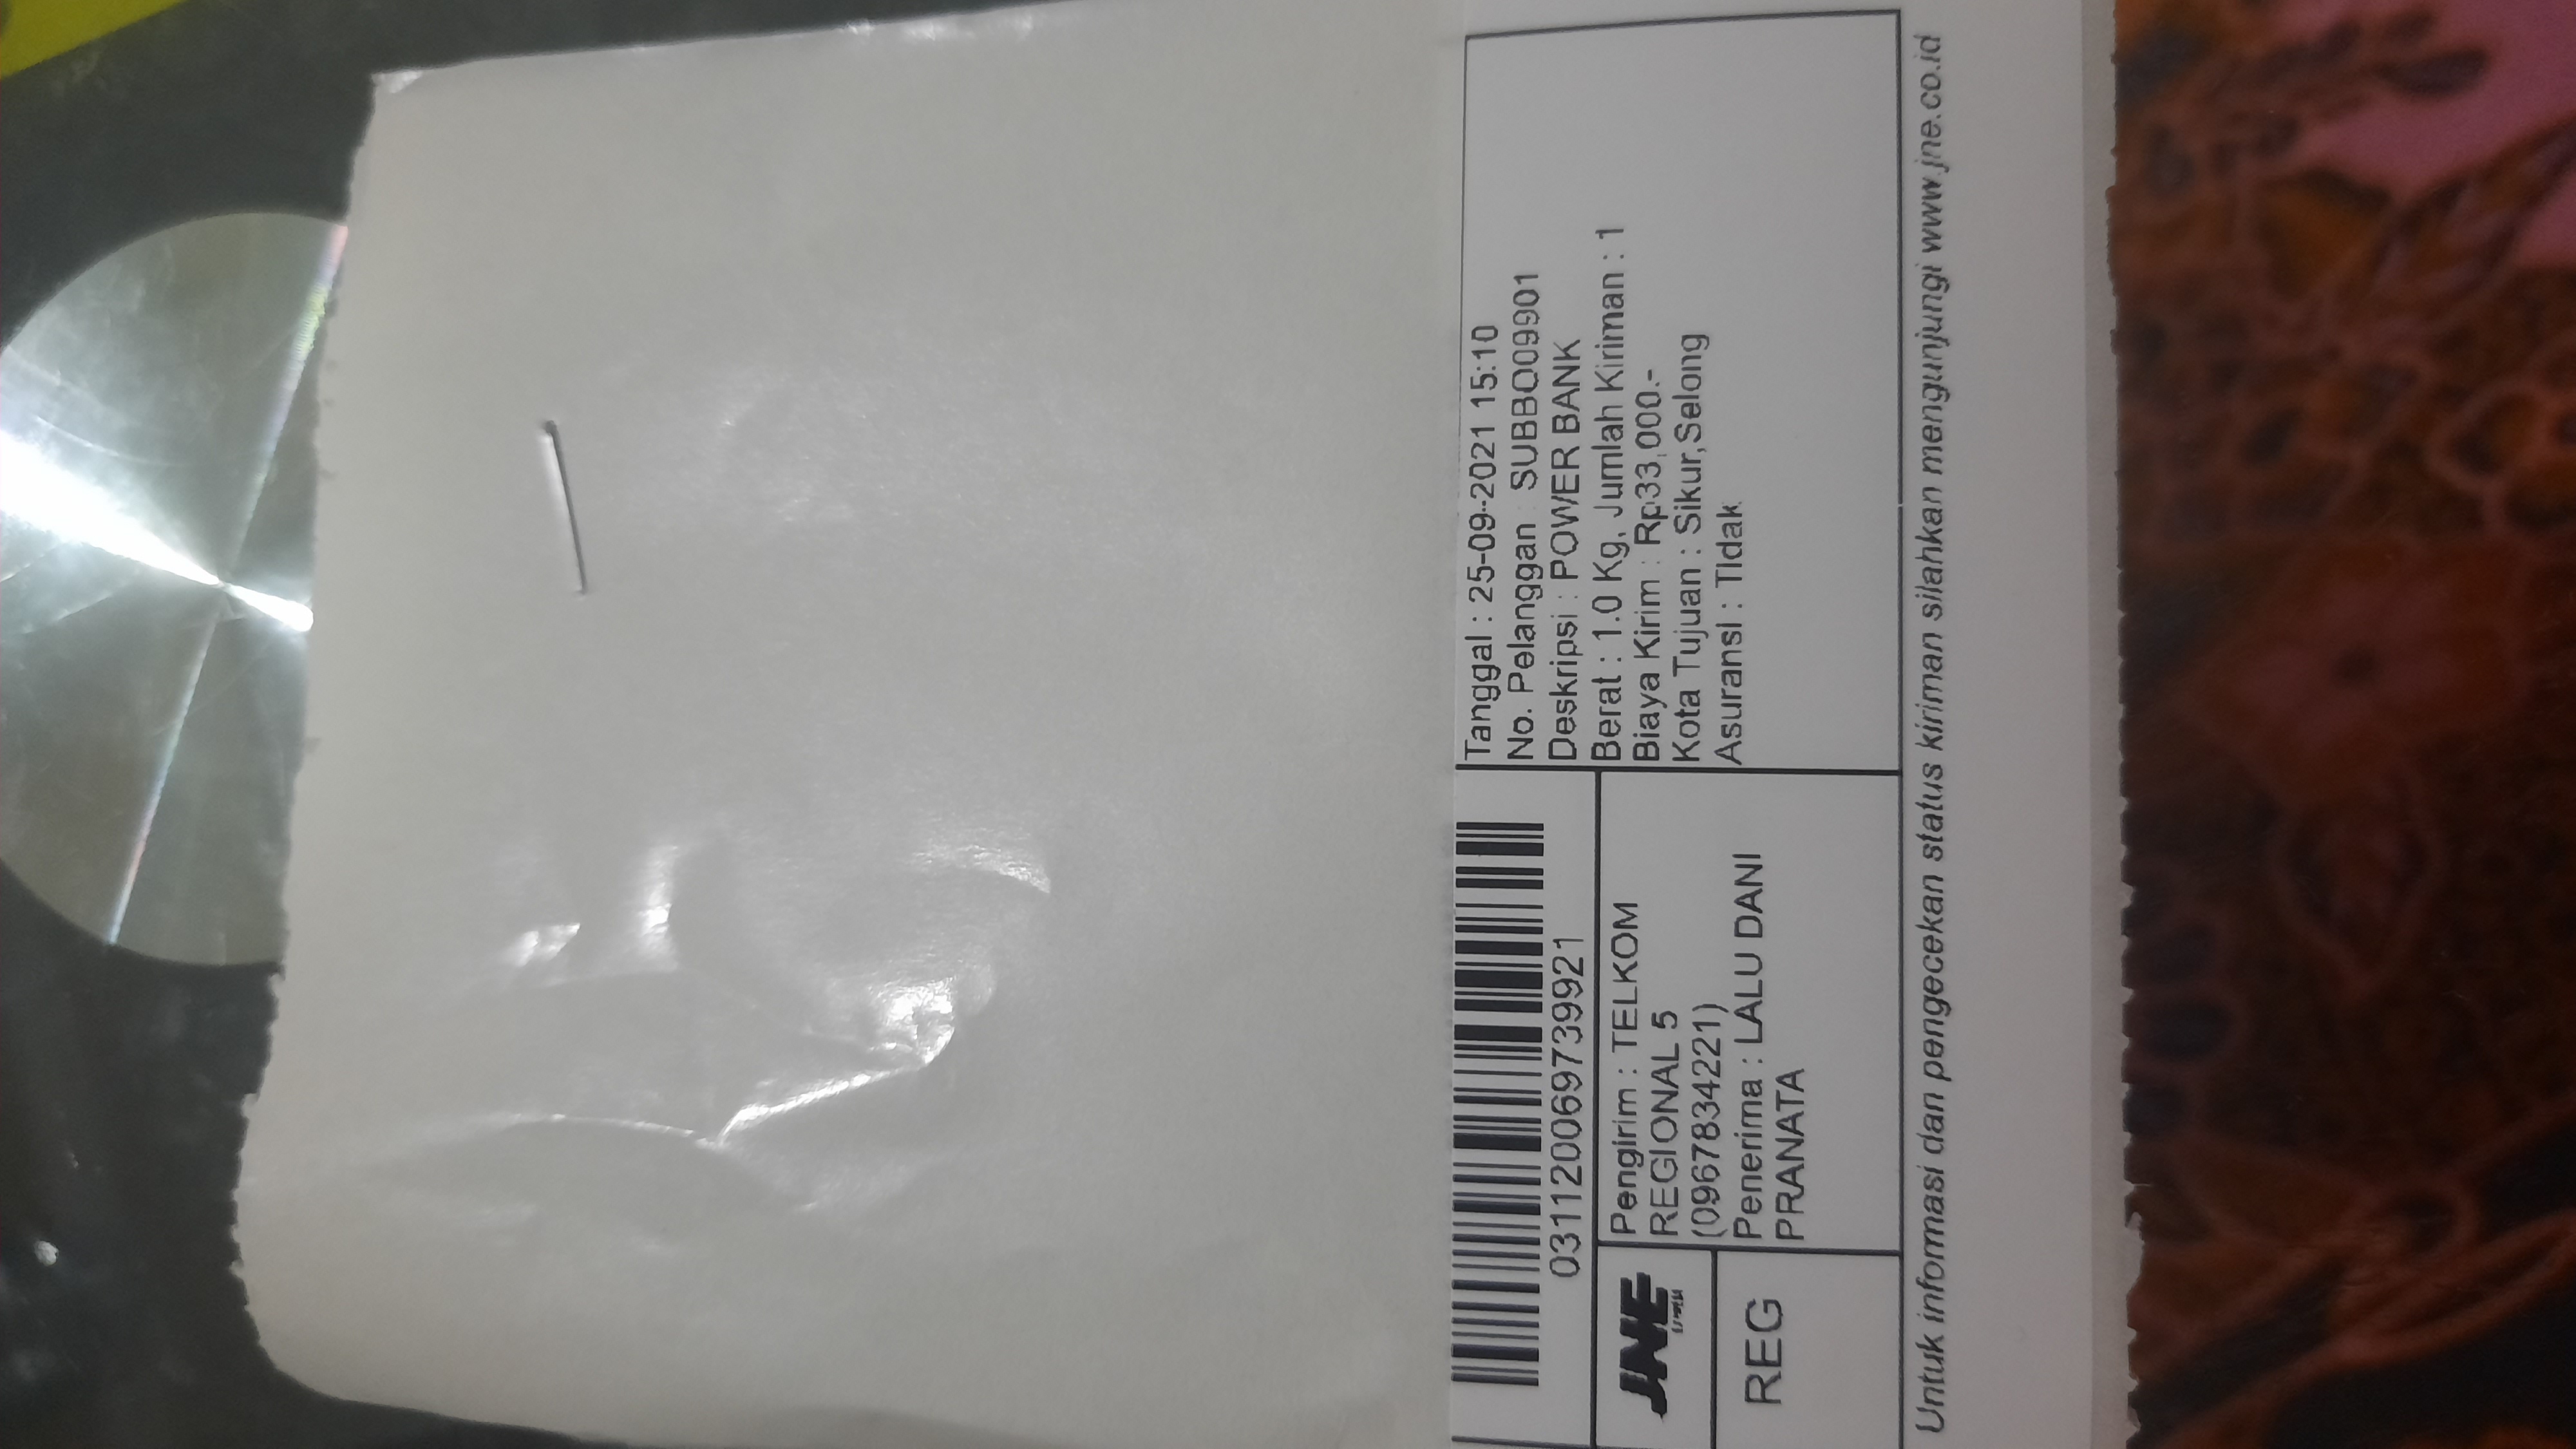 031120069739921
JNE
REG
Pengirim : TELKOM
REGIONAL 5
(0967834221)
Penerima : LALU DANI
PRANATA
Tanggal : 25-09-2021 15:10
No. Pelanggan : SUBBO09901
Deskripsi : POWER BANK
Berat : 1.0 Kg, Jumlah Kiriman : 1
Biaya Kirim : Rp33,000.-
Kota Tujuan : Sikur,Selong
Asuransi : Tidak
Untuk informasi dan pengecekan status kiriman silahkan mengunjungi www.jne.co.id